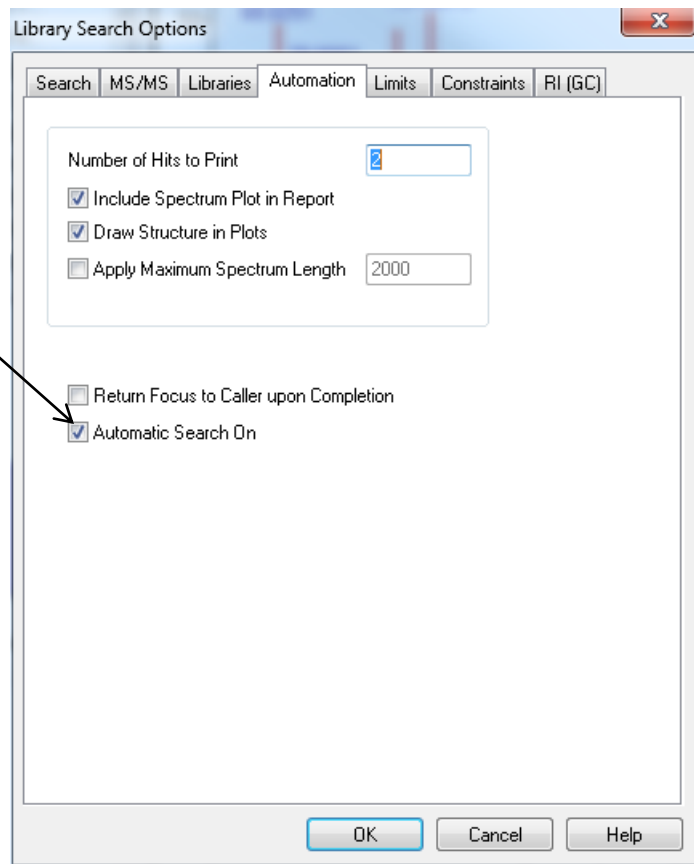 Library Search Options
x
Search MS/MS Libraries Automation Limits Constraints RI (GC)
Number of Hits to Print 2
Include Spectrum Plot in Report
Draw Structure in Plots
Apply Maximum Spectrum Length 2000
Return Focus to Caller upon Completion
Automatic Search On
OK Cancel Help